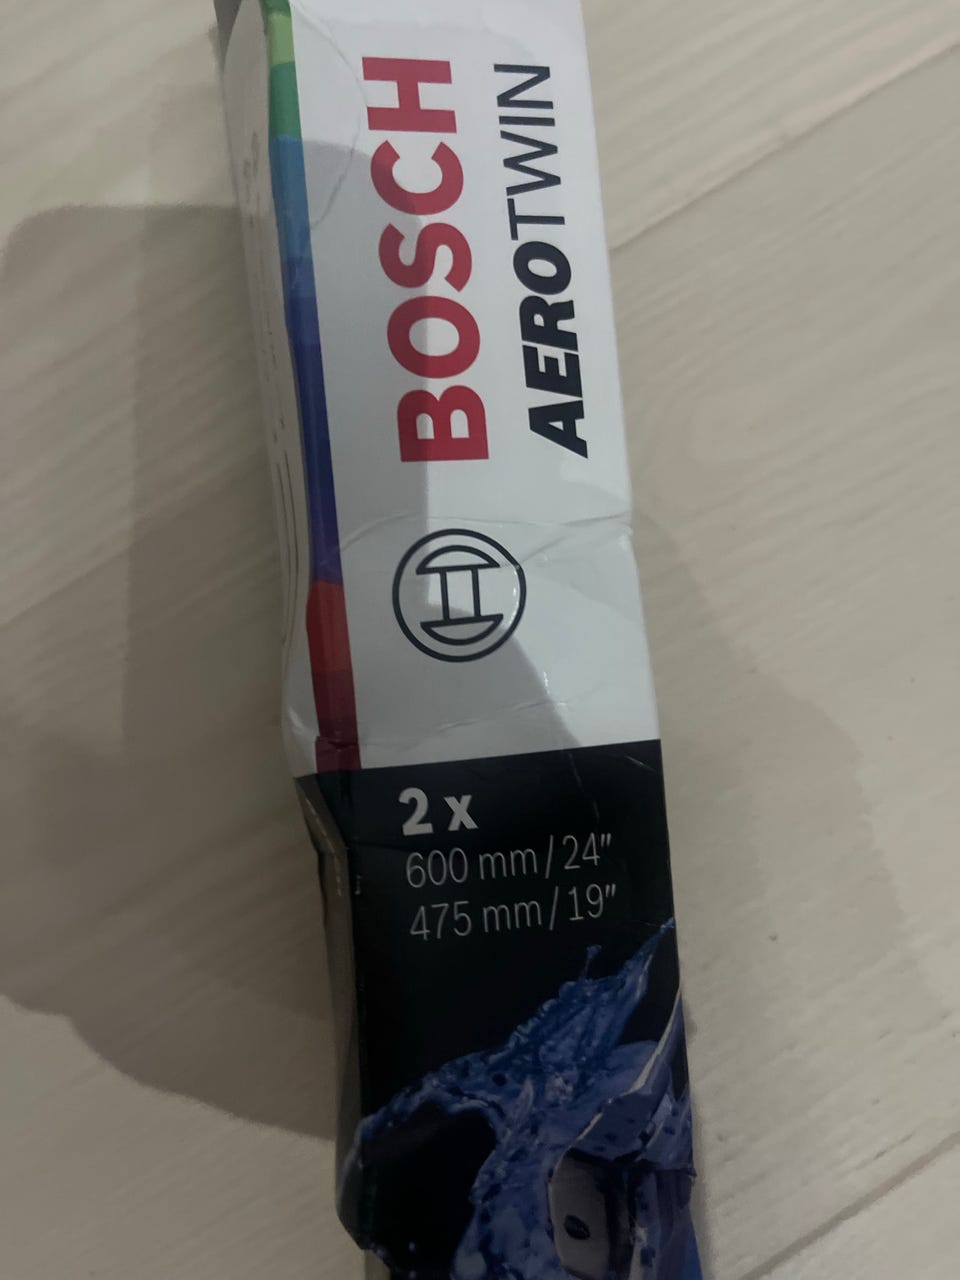 BOSCH
AEROTWIN
2 x
600 mm/24"
475 mm/19"